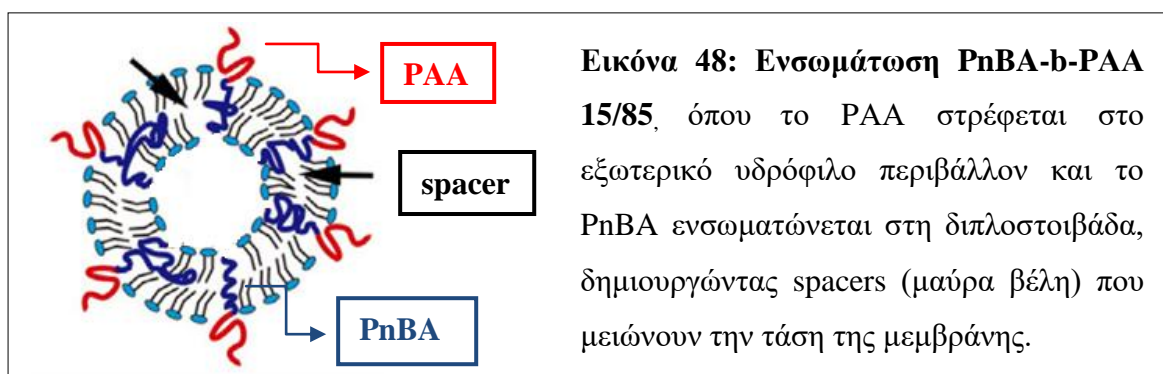 PAA
spacer
PnBA
Εικόνα 48: Ενσωμάτωση PnBA-b-PAA
15/85, όπου το PAA στρέφεται στο
εξωτερικό υδρόφιλο περιβάλλον και το
PnBA ενσωματώνεται στη διπλοστοιβάδα,
δημιουργώντας spacers (μαύρα βέλη) που
μειώνουν την τάση της μεμβράνης.